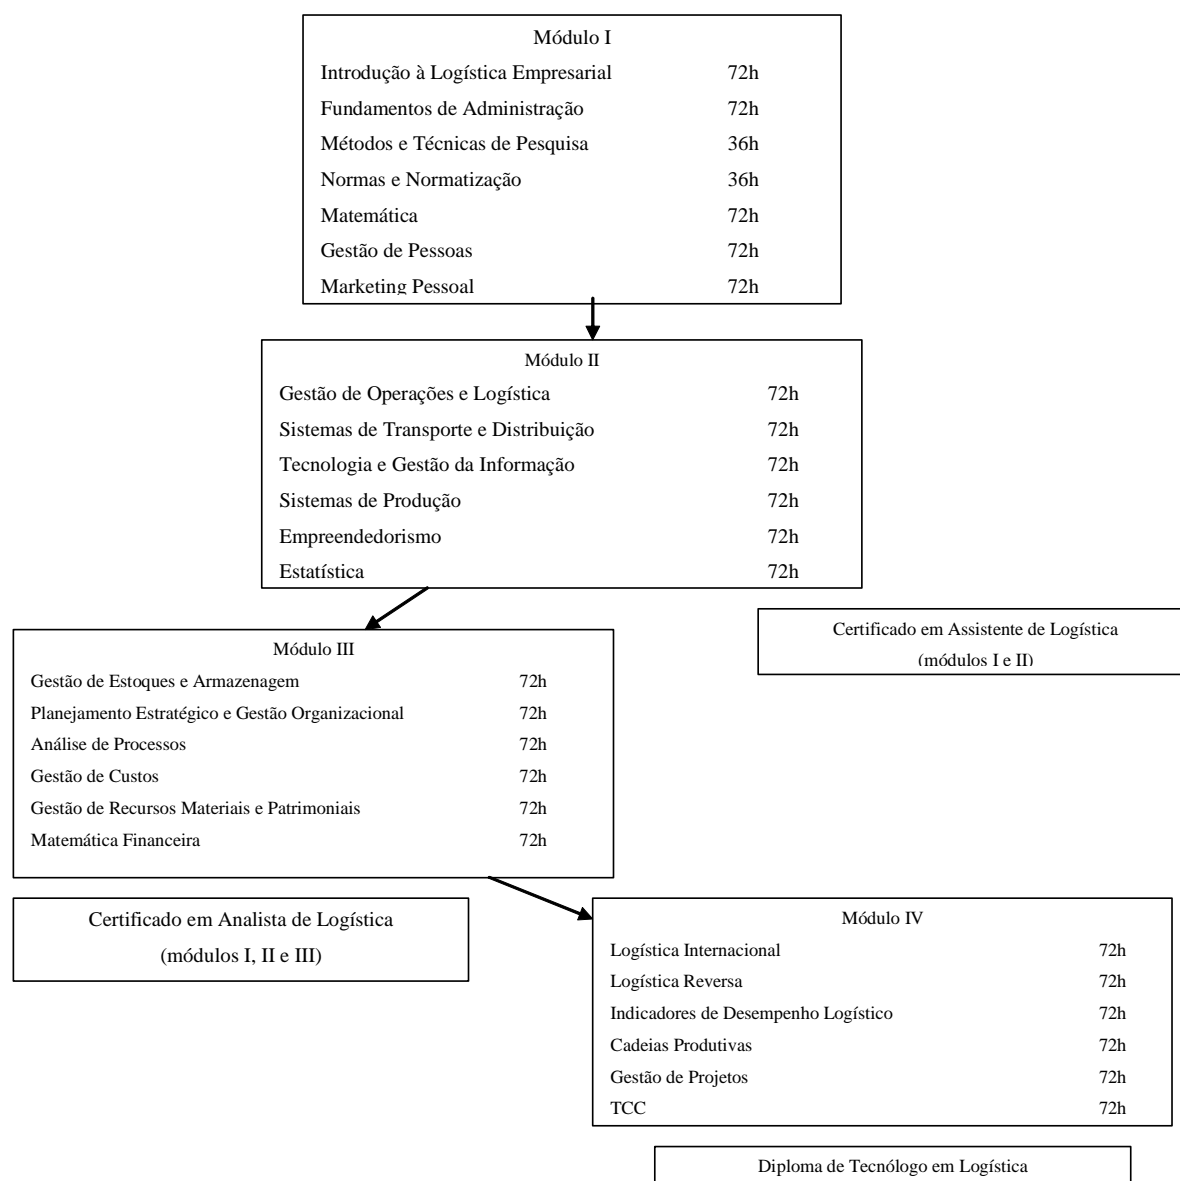 Módulo I
Introdução à Logística Empresarial 72h
Fundamentos de Administração 72h
Métodos e Técnicas de Pesquisa 36h
Normas e Normatização 36h
Matemática 72h
Gestão de Pessoas 72h
Marketing Pessoal 72h
Módulo II
Gestão de Operações e Logística 72h
Sistemas de Transporte e Distribuição 72h
Tecnologia e Gestão da Informação 72h
Sistemas de Produção 72h
Empreendedorismo 72h
Estatística 72h
Certificado em Assistente de Logística
(módulos I e II)
Módulo III
Gestão de Estoques e Armazenagem 72h
Planejamento Estratégico e Gestão Organizacional 72h
Análise de Processos 72h
Gestão de Custos 72h
Gestão de Recursos Materiais e Patrimoniais 72h
Matemática Financeira 72h
Certificado em Analista de Logística
(módulos I, II e III)
Módulo IV
Logística Internacional 72h
Logística Reversa 72h
Indicadores de Desempenho Logístico 72h
Cadeias Produtivas 72h
Gestão de Projetos 72h
TCC 72h
Diploma de Tecnólogo em Logística